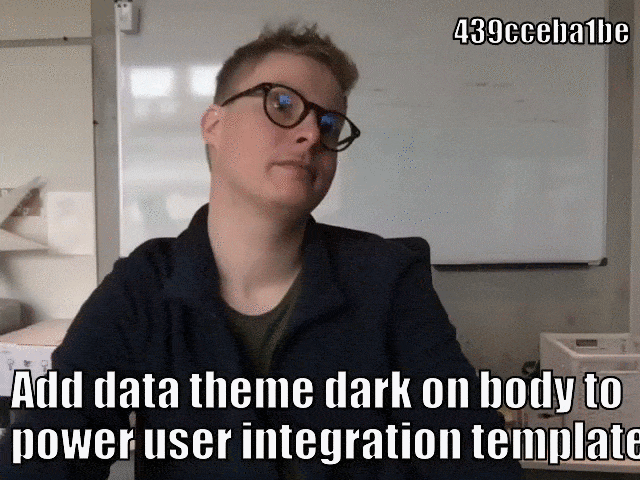 439cceba1be
Add data theme dark on body to
power user integration template